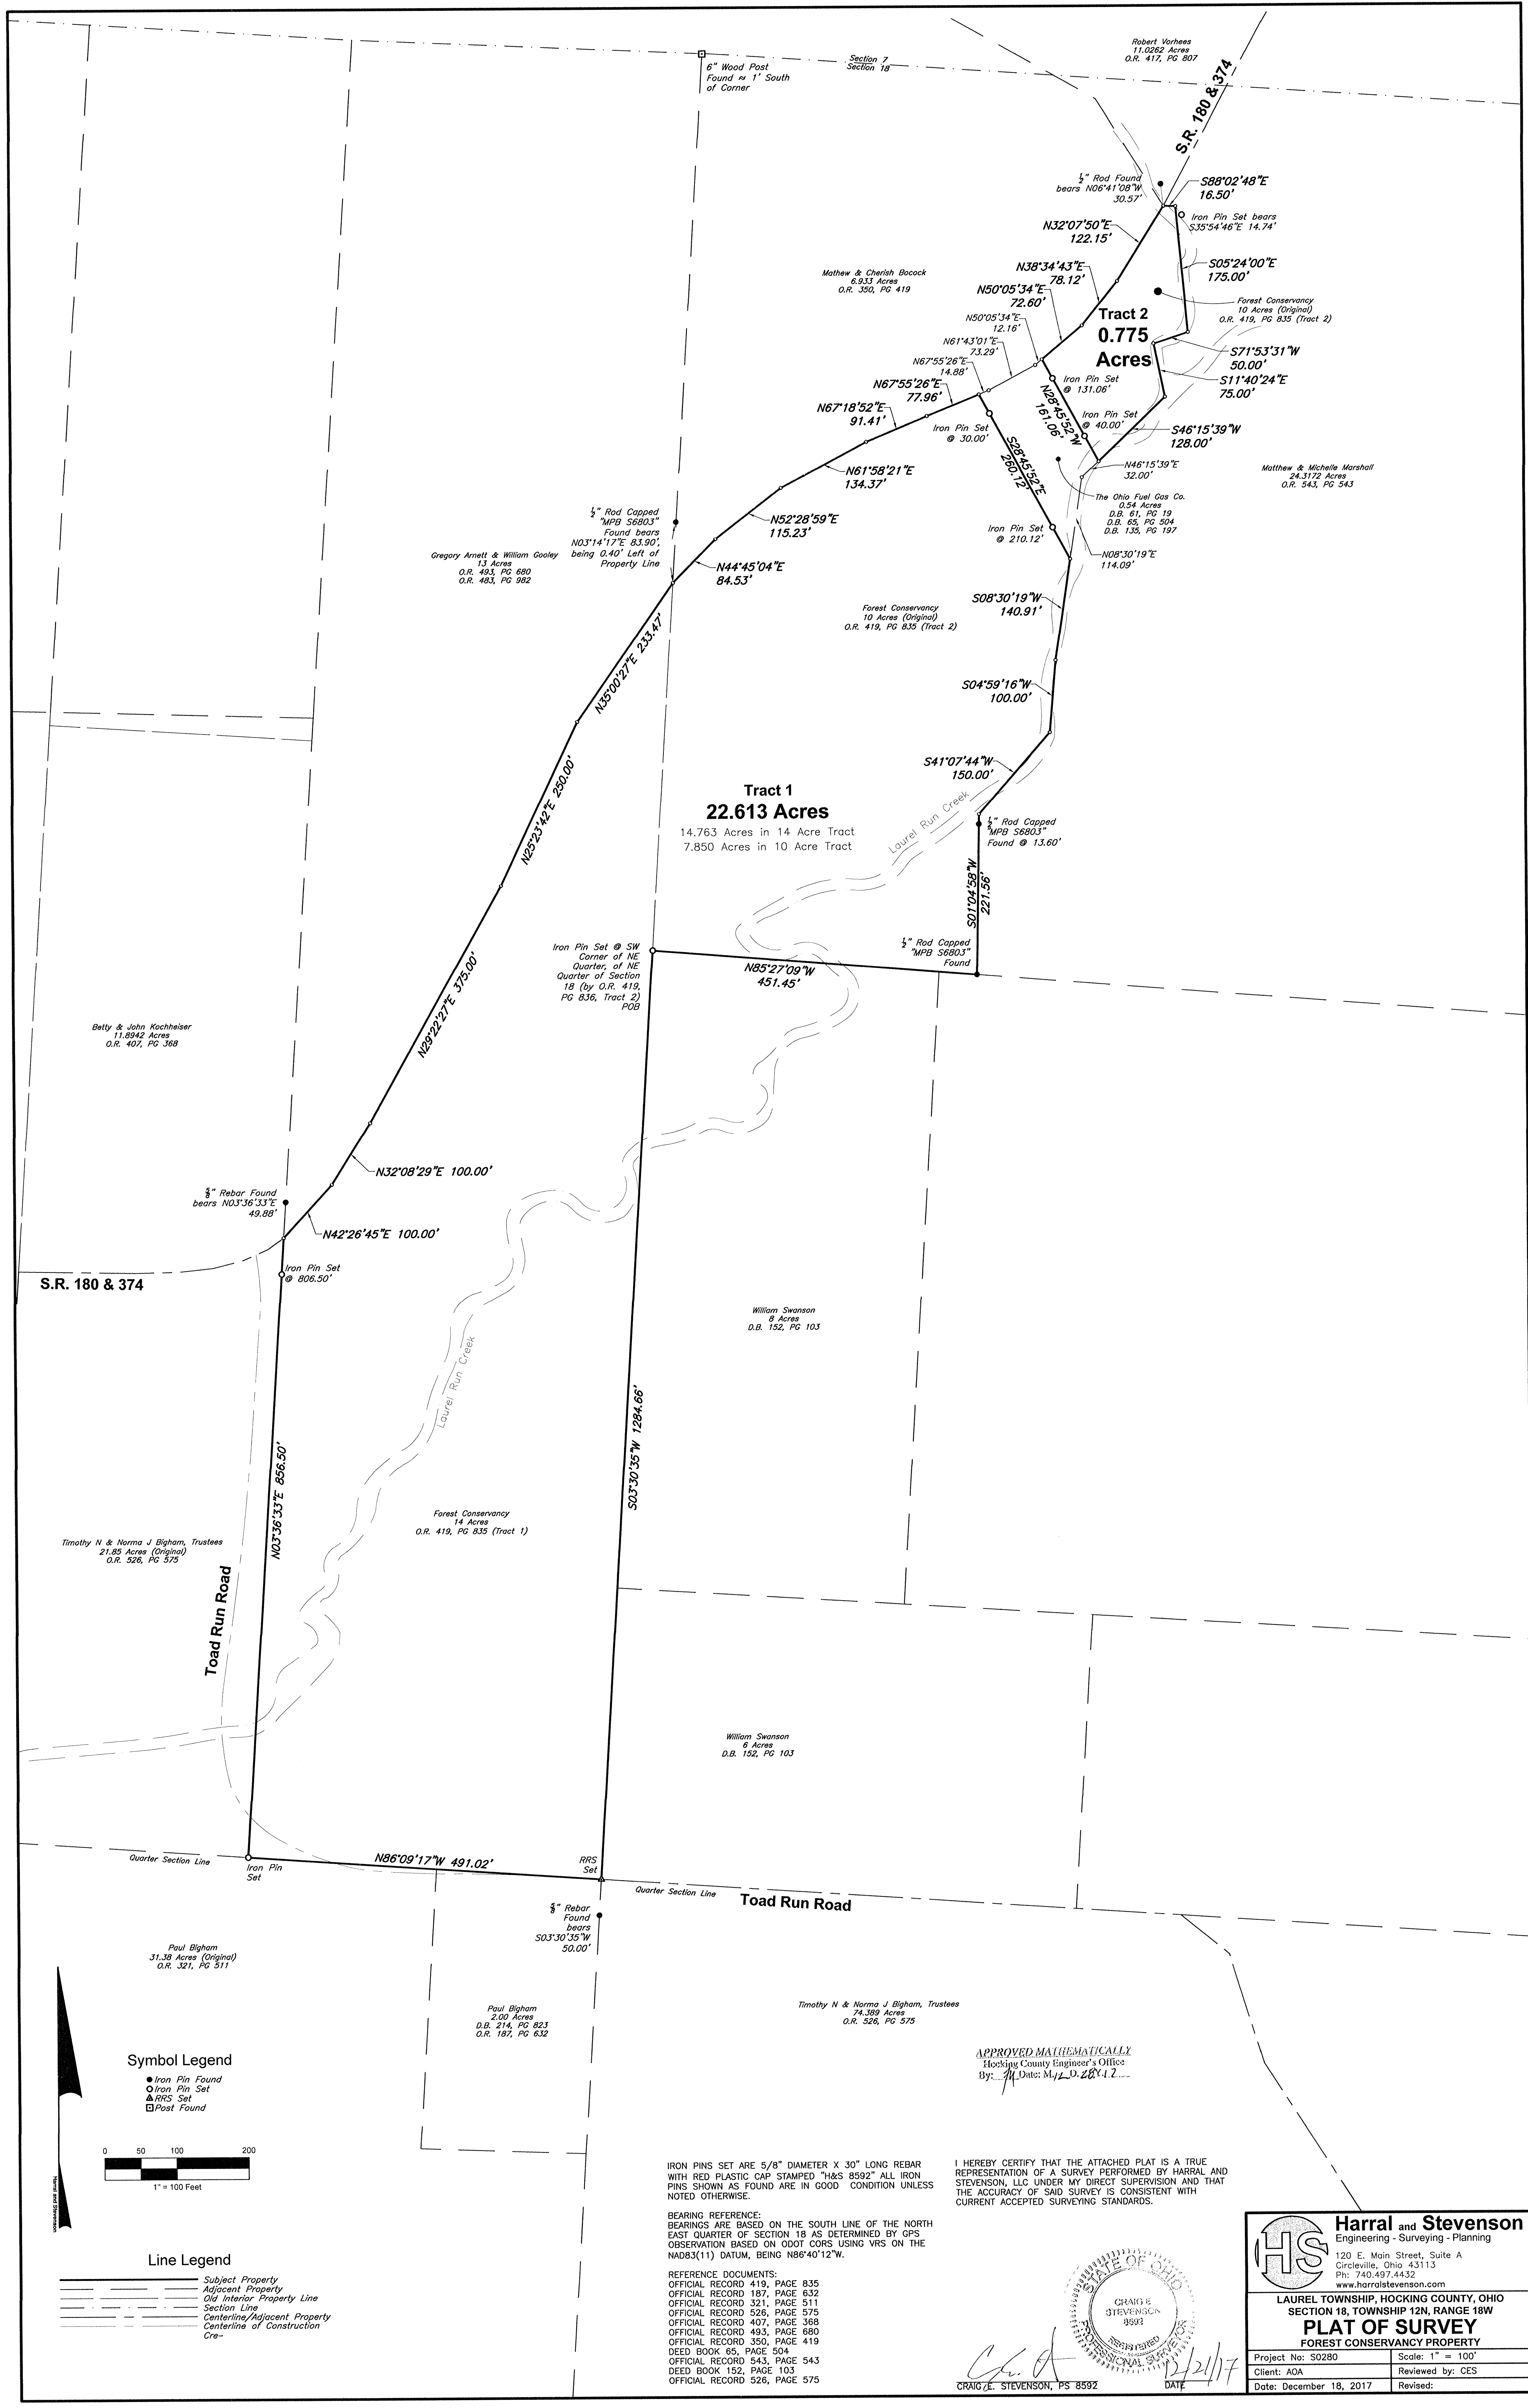 Robert Vorhees
11.0262 Acres
O.R. 417, PG 807
Section 7
Section 18
6" Wood Post
Found ≈ 1' South
of Corner
S.R. 180 & 374
½" Rod Found
bears N06°41'08"W
30.57'
S88°02'48"E
16.50'
Iron Pin Set bears
S35°54'46"E 14.74'
N32°07'50"E
122.15'
S05°24'00"E
175.00'
N38°34'43"E
78.12'
Mathew & Cherish Bocock
6.933 Acres
O.R. 350, PG 419
N50°05'34"E
72.60'
Forest Conservancy
10 Acres (Original)
O.R. 419, PG 835 (Tract 2)
Tract 2
0.775
Acres
N50°05'34"E
12.16'
N61°43'01"E
73.29'
N67°55'26"E
14.88'
S71°53'31"W
50.00'
S11°40'24"E
75.00'
N67°55'26"E
77.96'
Iron Pin Set
@ 131.06'
N67°18'52"E
91.41'
N28°45'52"W
161.06'
Iron Pin Set
@ 40.00'
Iron Pin Set
@ 30.00'
S46°15'39"W
128.00'
S28°45'52"E
260.12'
N61°58'21"E
134.37'
N46°15'39"E
32.00'
Matthew & Michelle Marshall
24.3172 Acres
O.R. 543, PG 543
The Ohio Fuel Gas Co.
0.54 Acres
D.B. 61, PG 19
D.B. 65, PG 504
D.B. 135, PG 197
½" Rod Capped
"MPB S6803"
Found bears
N03°14'17"E 83.90',
being 0.40' Left of
Property Line
N52°28'59"E
115.23'
Iron Pin Set
@ 210.12'
N08°30'19"E
114.09'
Gregory Arnett & William Gooley
13 Acres
O.R. 493, PG 680
O.R. 483, PG 982
N44°45'04"E
84.53'
S08°30'19"W
140.91'
Forest Conservancy
10 Acres (Original)
O.R. 419, PG 835 (Tract 2)
N35°00'27"E 233.47'
S04°59'16"W
100.00'
S41°07'44"W
150.00'
N25°23'42"E 250.00'
Tract 1
22.613 Acres
14.763 Acres in 14 Acre Tract
7.850 Acres in 10 Acre Tract
Laurel Run Creek
½" Rod Capped
"MPB S6803"
Found @ 13.60'
S01°04'58"W
221.56'
½" Rod Capped
"MPB S6803"
Found
Iron Pin Set @ SW
Corner of NE
Quarter, of NE
Quarter of Section
18 (by O.R. 419,
PG 836, Tract 2)
POB
N85°27'09"W
451.45'
N29°22'27"E 375.00'
Betty & John Kochheiser
11.8942 Acres
O.R. 407, PG 368
N32°08'29"E 100.00'
⅝" Rebar Found
bears N03°36'33"E
49.88'
N42°26'45"E 100.00'
Iron Pin Set
@ 806.50'
S.R. 180 & 374
William Swanson
8 Acres
D.B. 152, PG 103
Laurel Run Creek
S03°30'35"W 1284.66'
N03°36'33"E 856.50'
Forest Conservancy
14 Acres
O.R. 419, PG 835 (Tract 1)
Timothy N & Norma J Bigham, Trustees
21.85 Acres (Original)
O.R. 526, PG 575
Toad Run Road
William Swanson
6 Acres
D.B. 152, PG 103
Quarter Section Line
Iron Pin
Set
N86°09'17"W 491.02'
RRS
Set
Quarter Section Line
Toad Run Road
⅝" Rebar
Found
bears
S03°30'35"W
50.00'
Paul Bigham
31.38 Acres (Original)
O.R. 321, PG 511
Paul Bigham
2.00 Acres
D.B. 214, PG 823
O.R. 187, PG 632
Timothy N & Norma J Bigham, Trustees
74.389 Acres
O.R. 526, PG 575
APPROVED MATHEMATICALLY
Hocking County Engineer's Office
By: Date: M.12 D.28 Y.17
Symbol Legend
Iron Pin Found
Iron Pin Set
RRS Set
Post Found
0 50 100 200
1" = 100 Feet
Harral and Stevenson
Line Legend
Subject Property
Adjacent Property
Old Interior Property Line
Section Line
Centerline/Adjacent Property
Centerline of Construction
Cre-
IRON PINS SET ARE 5/8" DIAMETER X 30" LONG REBAR
WITH RED PLASTIC CAP STAMPED "H&S 8592" ALL IRON
PINS SHOWN AS FOUND ARE IN GOOD CONDITION UNLESS
NOTED OTHERWISE.
BEARING REFERENCE:
BEARINGS ARE BASED ON THE SOUTH LINE OF THE NORTH
EAST QUARTER OF SECTION 18 AS DETERMINED BY GPS
OBSERVATION BASED ON ODOT CORS USING VRS ON THE
NAD83(11) DATUM, BEING N86°40'12"W.
REFERENCE DOCUMENTS:
OFFICIAL RECORD 419, PAGE 835
OFFICIAL RECORD 187, PAGE 632
OFFICIAL RECORD 321, PAGE 511
OFFICIAL RECORD 526, PAGE 575
OFFICIAL RECORD 407, PAGE 368
OFFICIAL RECORD 493, PAGE 680
OFFICIAL RECORD 350, PAGE 419
DEED BOOK 65, PAGE 504
OFFICIAL RECORD 543, PAGE 543
DEED BOOK 152, PAGE 103
OFFICIAL RECORD 526, PAGE 575
I HEREBY CERTIFY THAT THE ATTACHED PLAT IS A TRUE
REPRESENTATION OF A SURVEY PERFORMED BY HARRAL AND
STEVENSON, LLC UNDER MY DIRECT SUPERVISION AND THAT
THE ACCURACY OF SAID SURVEY IS CONSISTENT WITH
CURRENT ACCEPTED SURVEYING STANDARDS.
STATE OF OHIO
CRAIG E
STEVENSON
8592
REGISTERED
PROFESSIONAL SURVEYOR
12/21/17
CRAIG E. STEVENSON, PS 8592 DATE
HS
Harral and Stevenson
Engineering - Surveying - Planning
120 E. Main Street, Suite A
Circleville, Ohio 43113
Ph: 740.497.4432
www.harralstevenson.com
LAUREL TOWNSHIP, HOCKING COUNTY, OHIO
SECTION 18, TOWNSHIP 12N, RANGE 18W
PLAT OF SURVEY
FOREST CONSERVANCY PROPERTY
Project No: S0280 Scale: 1" = 100'
Client: AOA Reviewed by: CES
Date: December 18, 2017 Revised: